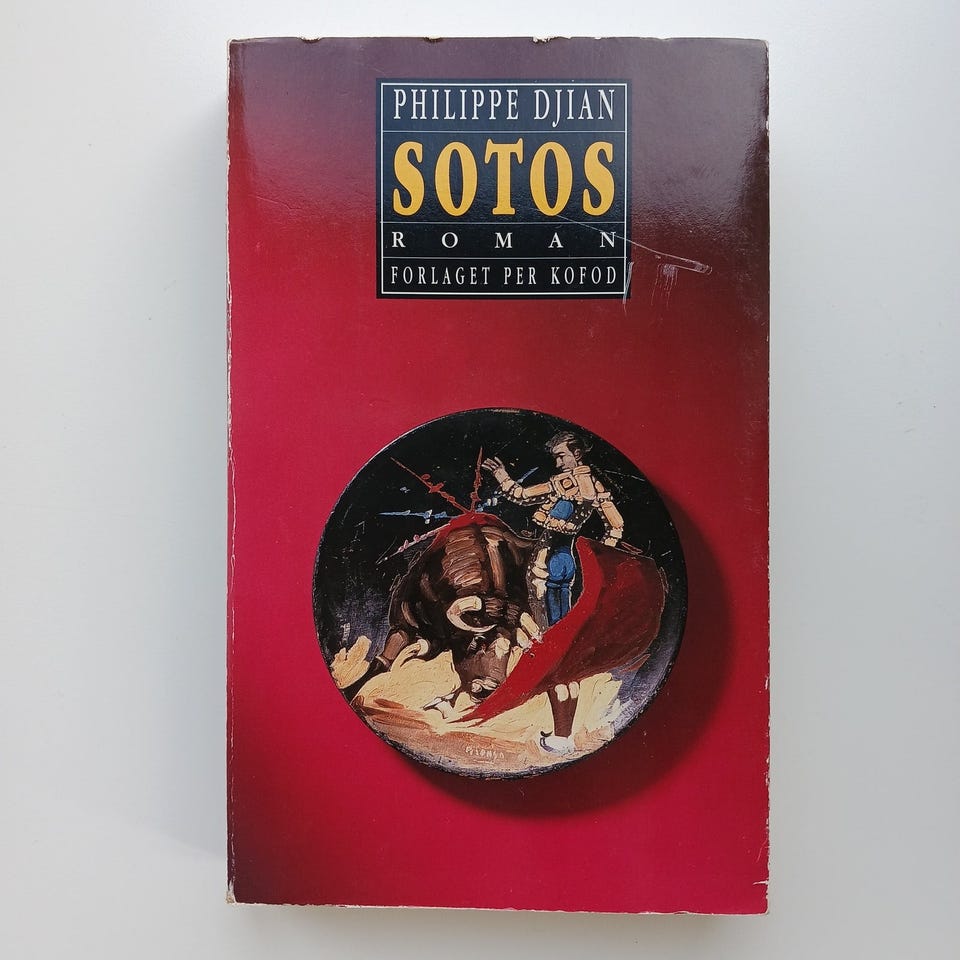 PHILIPPE DJIAN
SOTOS
ROMAN
FORLAGET PER KOFOD